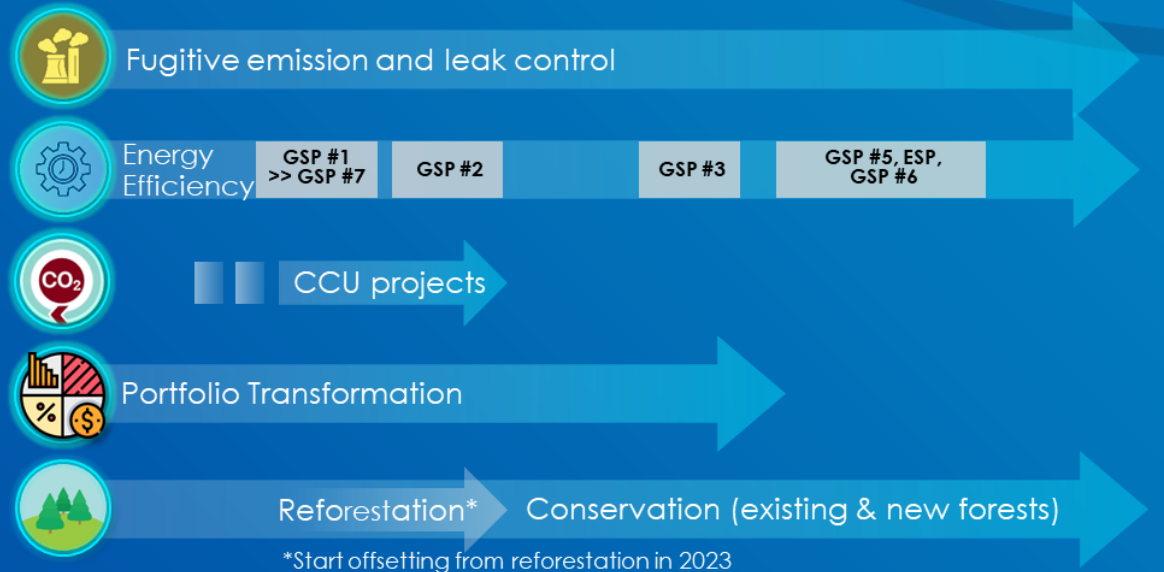 Fugitive emission and leak control
Energy
Efficiency
GSP #1
>> GSP #7
GSP #2
GSP #3
GSP #5, ESP,
GSP #6
CO₂
CCU projects
Portfolio Transformation
%
$
Reforestation*
Conservation (existing & new forests)
*Start offsetting from reforestation in 2023